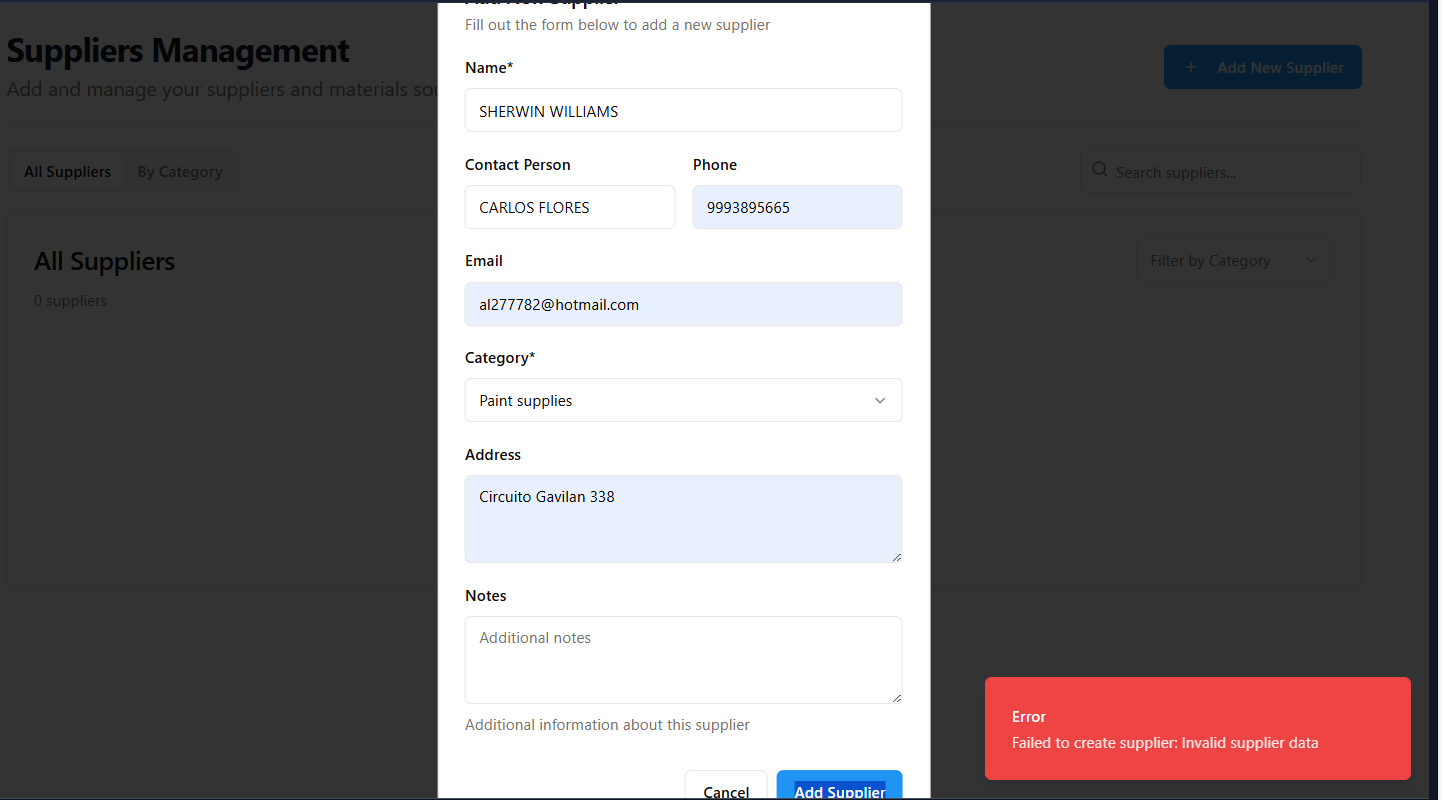 Add New Supplier
Fill out the form below to add a new supplier
Suppliers Management
Add and manage your suppliers and materials
Add New Supplier
All Suppliers
By Category
Search suppliers...
All Suppliers
0 suppliers
Filter by Category
Name*
SHERWIN WILLIAMS
Contact Person
Phone
CARLOS FLORES
9993895665
Email
al277782@hotmail.com
Category*
Paint supplies
Address
Circuito Gavilan 338
Notes
Additional notes
Additional information about this supplier
Cancel
Add Supplier
Error
Failed to create supplier: Invalid supplier data